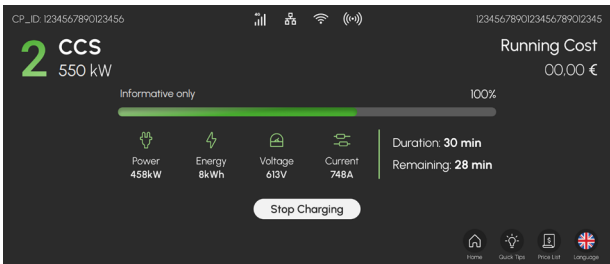 CP_ID: 1234567890123456
4G
1234567890123456789012345
2 CCS
550 kW
Running Cost
00,00 €
Informative only
100%
Power
458kW
Energy
8kWh
Voltage
613V
Current
748A
Duration: 30 min
Remaining: 28 min
Stop Charging
Home
Quick Tips
Price List
Language